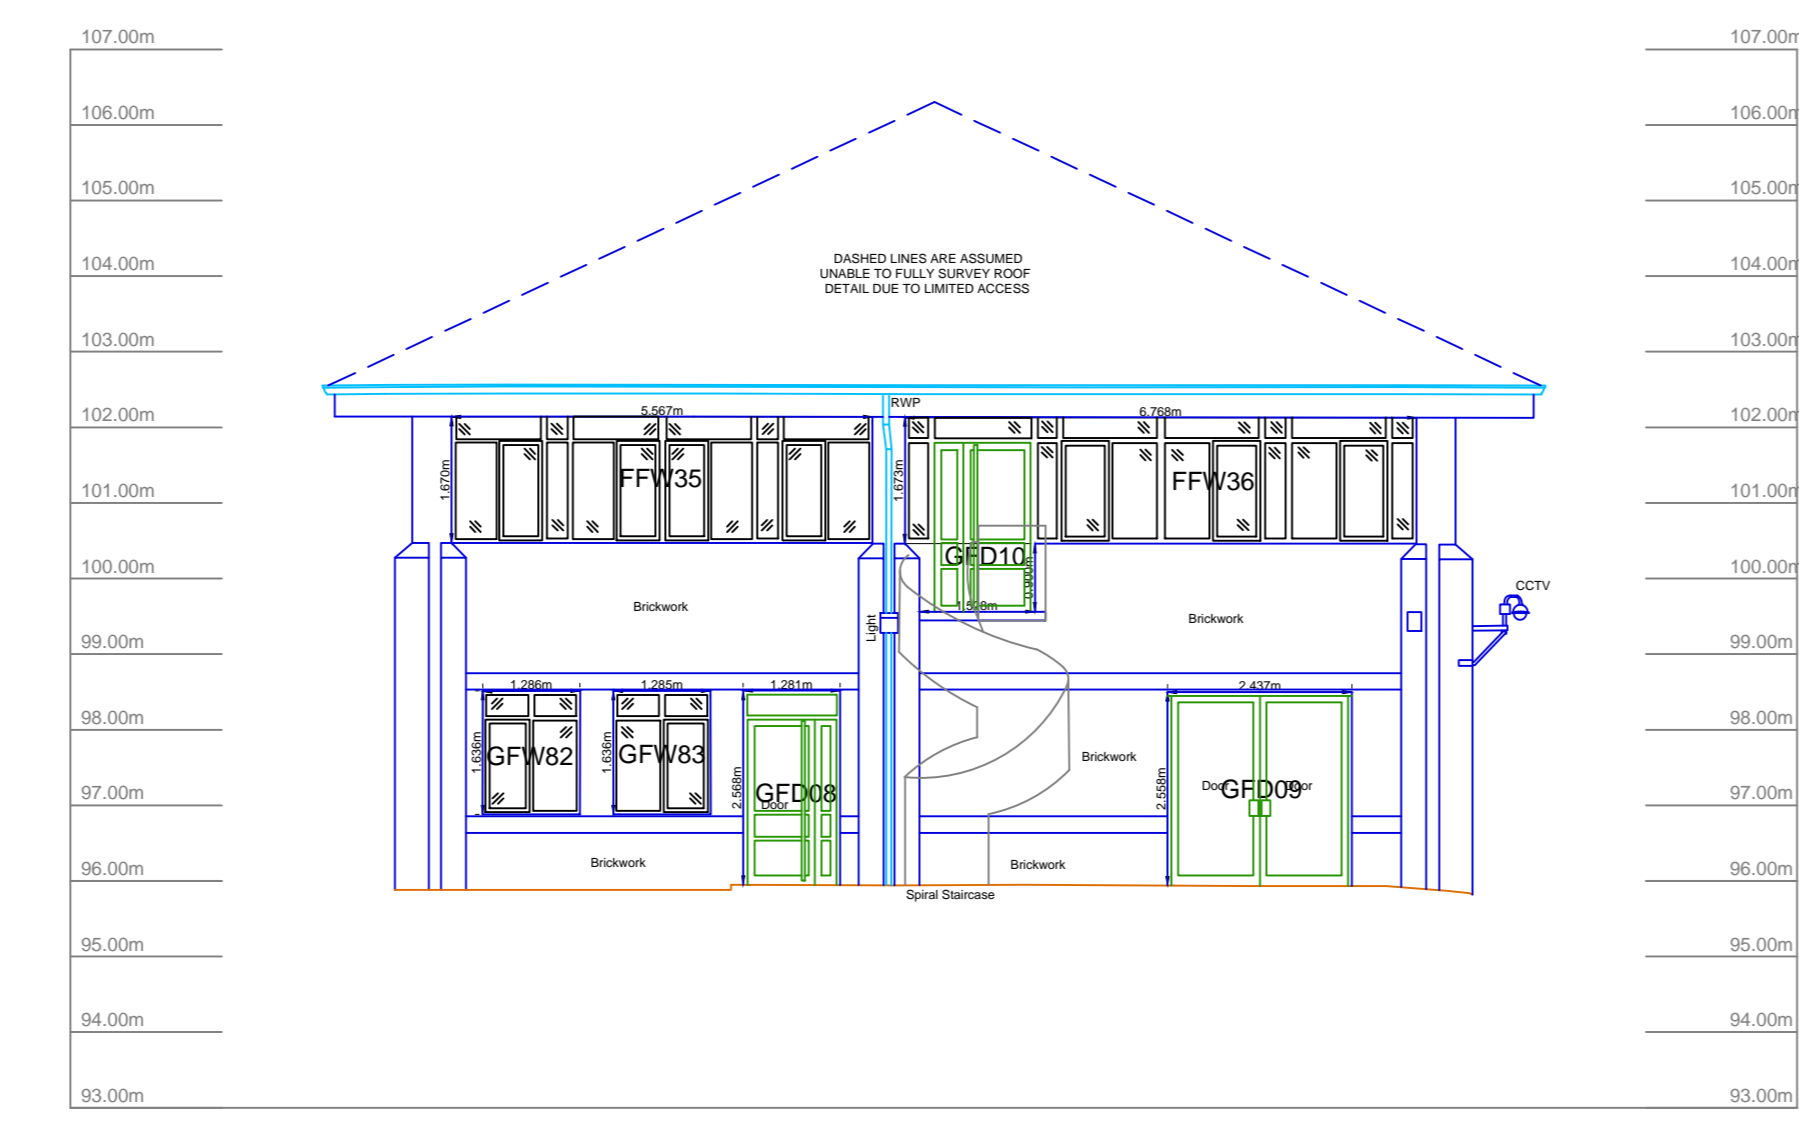 107.00m
107.00m
106.00m
106.00m
105.00m
105.00m
104.00m
104.00m
DASHED LINES ARE ASSUMED
UNABLE TO FULLY SURVEY ROOF
DETAIL DUE TO LIMITED ACCESS
103.00m
103.00m
102.00m
102.00m
RWP
5.567m
6.768m
1.670m
FFW35
1.673m
FFW36
101.00m
101.00m
GFD10
0.900m
100.00m
100.00m
CCTV
Brickwork
1.528m
Light
Brickwork
99.00m
99.00m
1.286m
1.285m
1.281m
2.437m
98.00m
98.00m
1.636m
GFW82
1.636m
GFW83
Brickwork
2.568m
GFD08
Door
2.558m
Door
GFD09
Door
97.00m
97.00m
Brickwork
Brickwork
96.00m
96.00m
Spiral Staircase
95.00m
95.00m
94.00m
94.00m
93.00m
93.00m